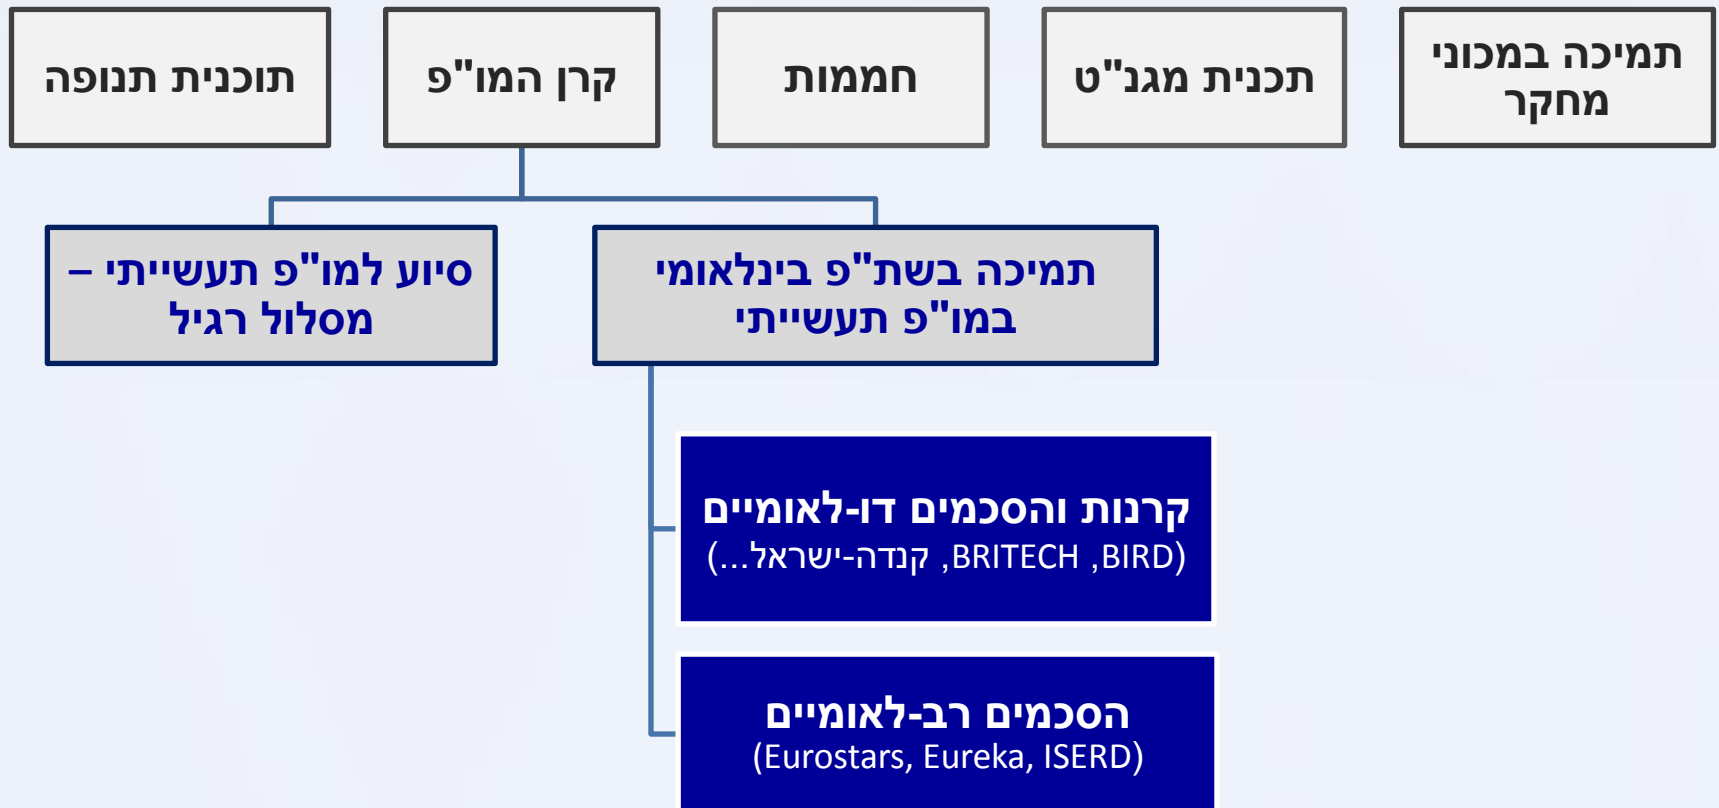 תמיכה במכוני
מחקר
תכנית מגנ"ט
חממות
קרן המו"פ
תוכנית תנופה
תמיכה בשת"פ בינלאומי
במו"פ תעשייתי
סיוע למו"פ תעשייתי –
מסלול רגיל
קרנות והסכמים דו-לאומיים
(BIRD, BRITECH, קנדה-ישראל...)
הסכמים רב-לאומיים
(Eurostars, Eureka, ISERD)